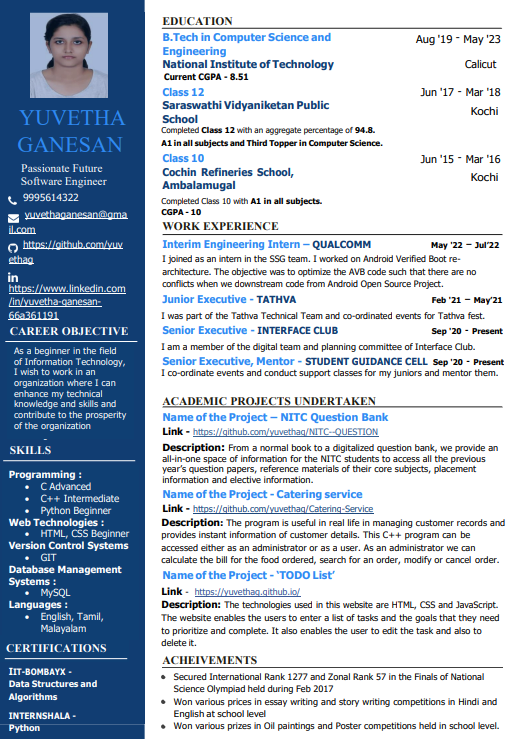 YUVETHA
GANESAN
Passionate Future
Software Engineer
9995614322
yuvethaganesan@gma
il.com
https://github.com/yuv
ethag
https://www.linkedin.com
/in/yuvetha-ganesan-
66a361191
CAREER OBJECTIVE
As a beginner in the field
of Information Technology,
I wish to work in an
organization where I can
enhance my technical
knowledge and skills and
contribute to the prosperity
of the organization
SKILLS
Programming :
• C Advanced
• C++ Intermediate
• Python Beginner
Web Technologies :
• HTML, CSS Beginner
Version Control Systems
• GIT
Database Management
Systems :
• MySQL
Languages :
• English, Tamil,
Malayalam
CERTIFICATIONS
IIT-BOMBAYX -
Data Structures and
Algorithms
INTERNSHALA -
Python
EDUCATION
B.Tech in Computer Science and Aug '19 - May '23
Engineering
National Institute of Technology Calicut
Current CGPA - 8.51
Class 12 Jun '17 - Mar '18
Saraswathi Vidyaniketan Public Kochi
School
Completed Class 12 with an aggregate percentage of 94.8.
A1 in all subjects and Third Topper in Computer Science.
Class 10 Jun '15 - Mar '16
Cochin Refineries School, Kochi
Ambalamugal
Completed Class 10 with A1 in all subjects.
CGPA - 10
WORK EXPERIENCE
Interim Engineering Intern – QUALCOMM May '22 – Jul'22
I joined as an intern in the SSG team. I worked on Android Verified Boot re-
architecture. The objective was to optimize the AVB code such that there are no
conflicts when we downstream code from Android Open Source Project.
Junior Executive - TATHVA Feb '21 – May'21
I was part of the Tathva Technical Team and co-ordinated events for Tathva fest.
Senior Executive - INTERFACE CLUB Sep '20 - Present
I am a member of the digital team and planning committee of Interface Club.
Senior Executive, Mentor - STUDENT GUIDANCE CELL Sep '20 - Present
I co-ordinate events and conduct support classes for my juniors and mentor them.
ACADEMIC PROJECTS UNDERTAKEN
Name of the Project – NITC Question Bank
Link - https://github.com/yuvethag/NITC--QUESTION
Description: From a normal book to a digitalized question bank, we provide an
all-in-one space of information for NITC students to access all the previous
year's question papers, reference materials of their core subjects, placement
information and elective information.
Name of the Project - Catering service
Link - https://github.com/yuvethag/Catering-Service
Description: The program is useful in real life in managing customer records and
provides instant information of customer details. This C++ program can be
accessed either as an administrator or as a user. As an administrator we can
calculate the bill for the food ordered, search for an order, modify or cancel order.
Name of the Project - 'TODO List'
Link - https://yuvethag.github.io/
Description: The technologies used in this website are HTML, CSS and JavaScript.
The website enables the users to enter a list of tasks and the goals that they need
to prioritize and complete. It also enables the user to edit the task and also to
delete it.
ACHEIVEMENTS
• Secured International Rank 1277 and Zonal Rank 57 in the Finals of National
Science Olympiad held during Feb 2017
• Won various prizes in essay writing and story writing competitions in Hindi and
English at school level
• Won various prizes in Oil paintings and Poster competitions held in school level.